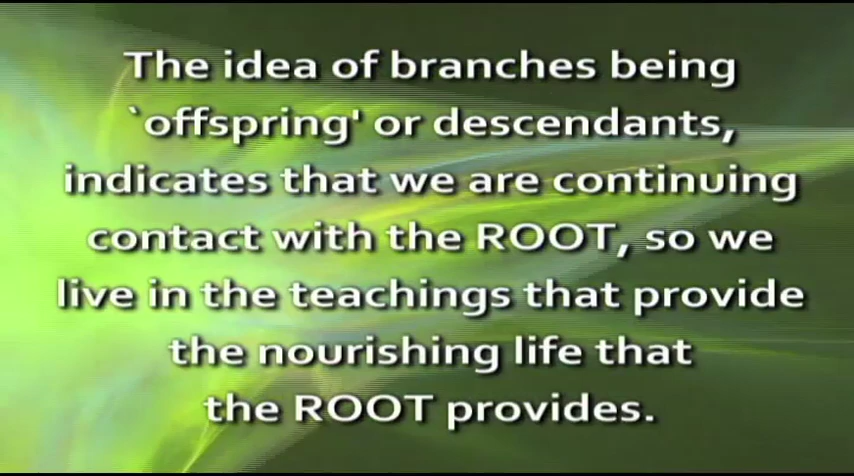 The idea of branches being
`offspring' or descendants,
indicates that we are continuing
contact with the ROOT, so we
live in the teachings that provide
the nourishing life that
the ROOT provides.